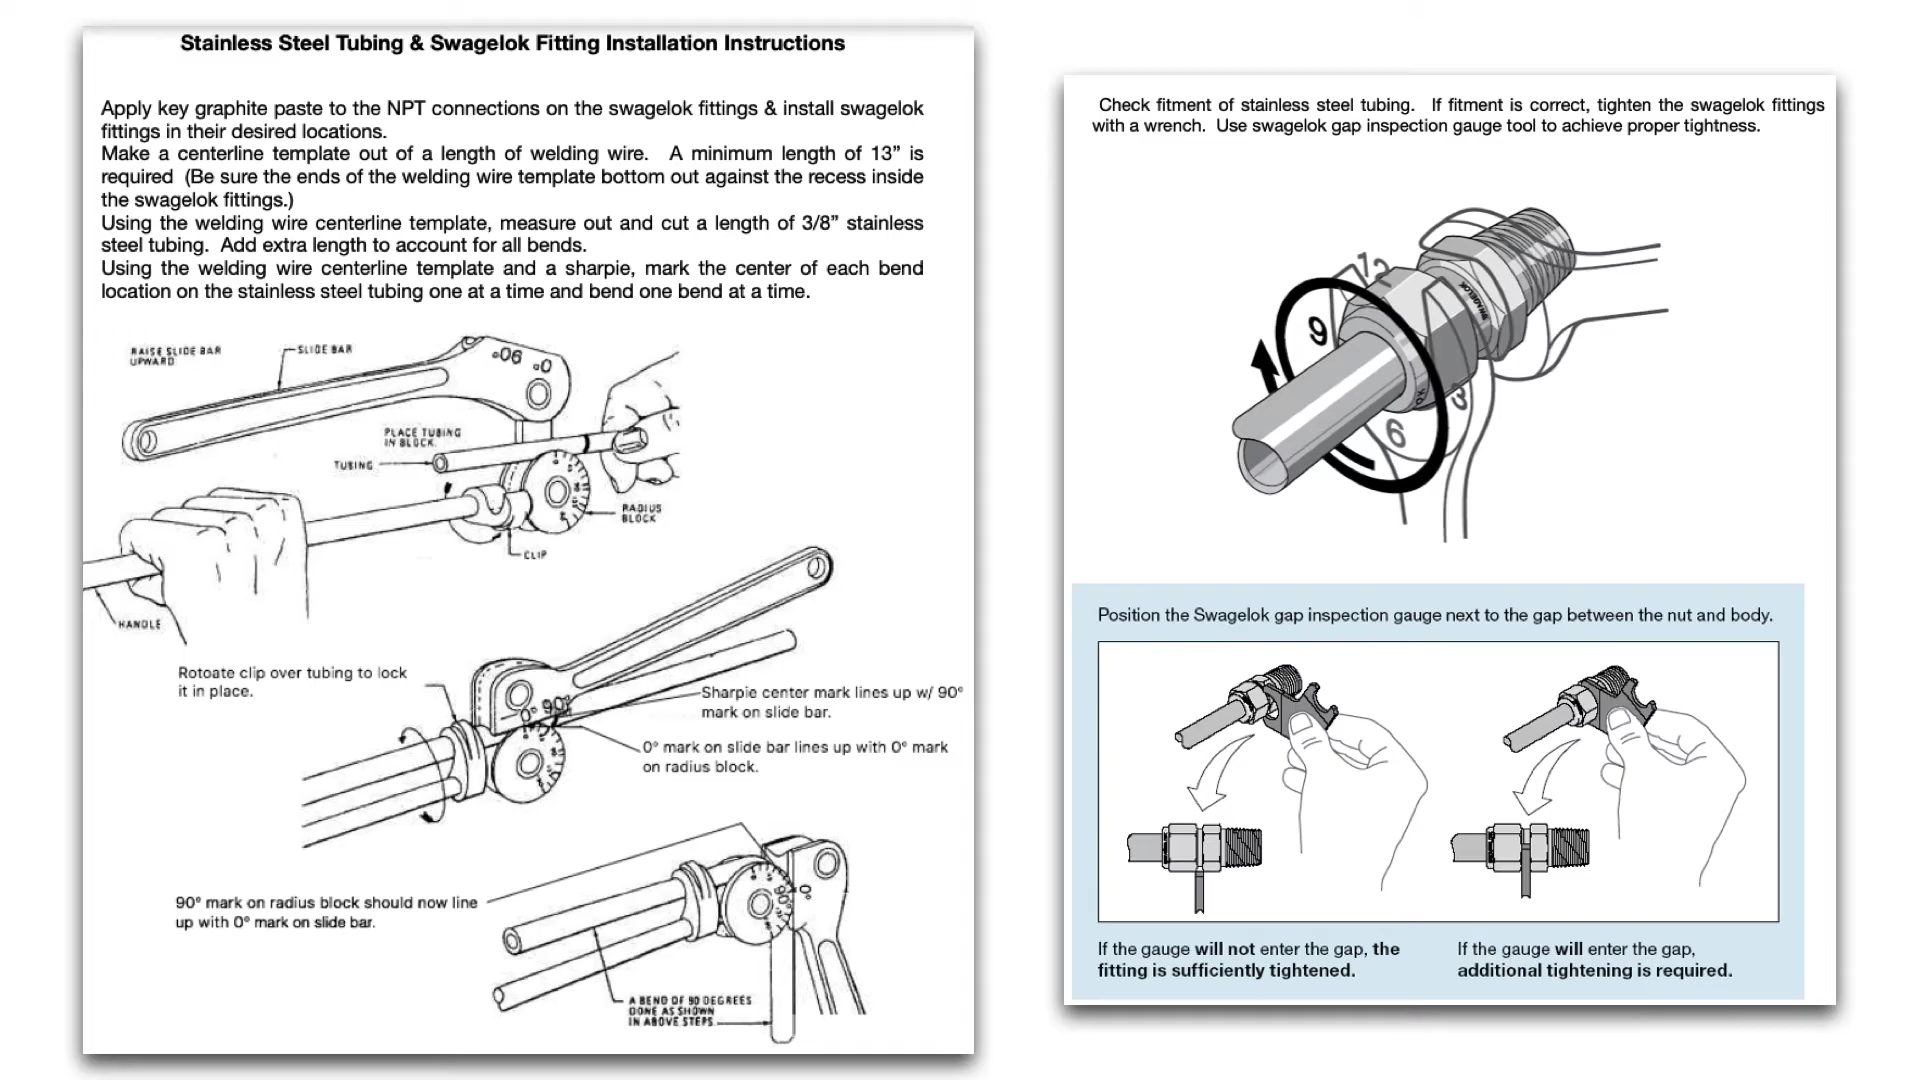 Stainless Steel Tubing & Swagelok Fitting Installation Instructions
Apply key graphite paste to the NPT connections on the swagelok fittings & install swagelok
fittings in their desired locations.
Make a centerline template out of a length of welding wire. A minimum length of 13” is
required (Be sure the ends of the welding wire template bottom out against the recess inside
the swagelok fittings.)
Using the welding wire centerline template, measure out and cut a length of 3/8” stainless
steel tubing. Add extra length to account for all bends.
Using the welding wire centerline template and a sharpie, mark the center of each bend
location on the stainless steel tubing one at a time and bend one bend at a time.
RAISE SLIDE BAR
UPWARD
SLIDE BAR
PLACE TUBING
IN BLOCK.
TUBING
RADIUS
BLOCK
CLIP
HANDLE
Rotoate clip over tubing to lock
it in place.
Sharpie center mark lines up w/ 90°
mark on slide bar.
0° mark on slide bar lines up with 0° mark
on radius block.
90° mark on radius block should now line
up with 0° mark on slide bar.
A BEND OF 90 DEGREES
DONE AS SHOWN
IN ABOVE STEPS.
Check fitment of stainless steel tubing. If fitment is correct, tighten the swagelok fittings
with a wrench. Use swagelok gap inspection gauge tool to achieve proper tightness.
12
9
3
6
SWAGELOK
Position the Swagelok gap inspection gauge next to the gap between the nut and body.
If the gauge will not enter the gap, the
fitting is sufficiently tightened.
If the gauge will enter the gap,
additional tightening is required.